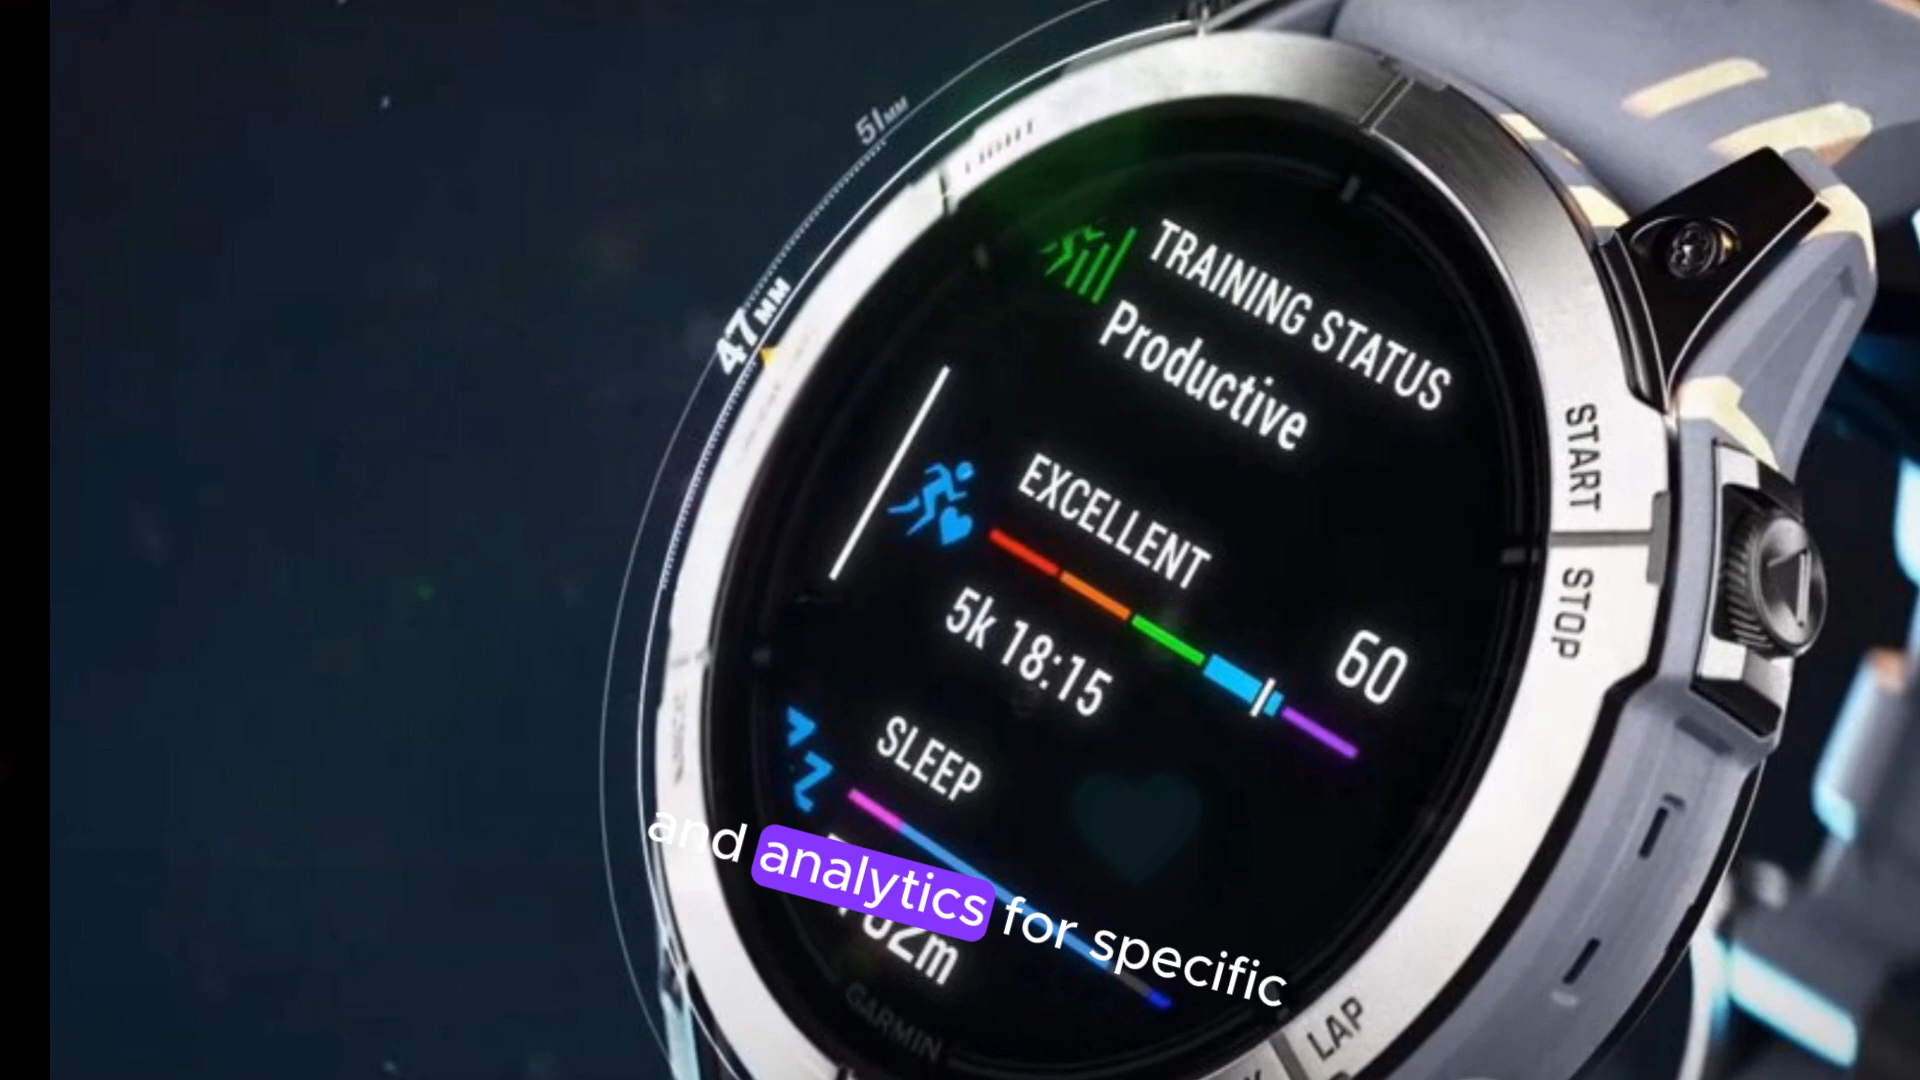 51MM
47MM
LIGHT
TRAINING STATUS
Productive
EXCELLENT
60
5k 18:15
SLEEP
and analytics for specific
GARMIN
START
STOP
LAP